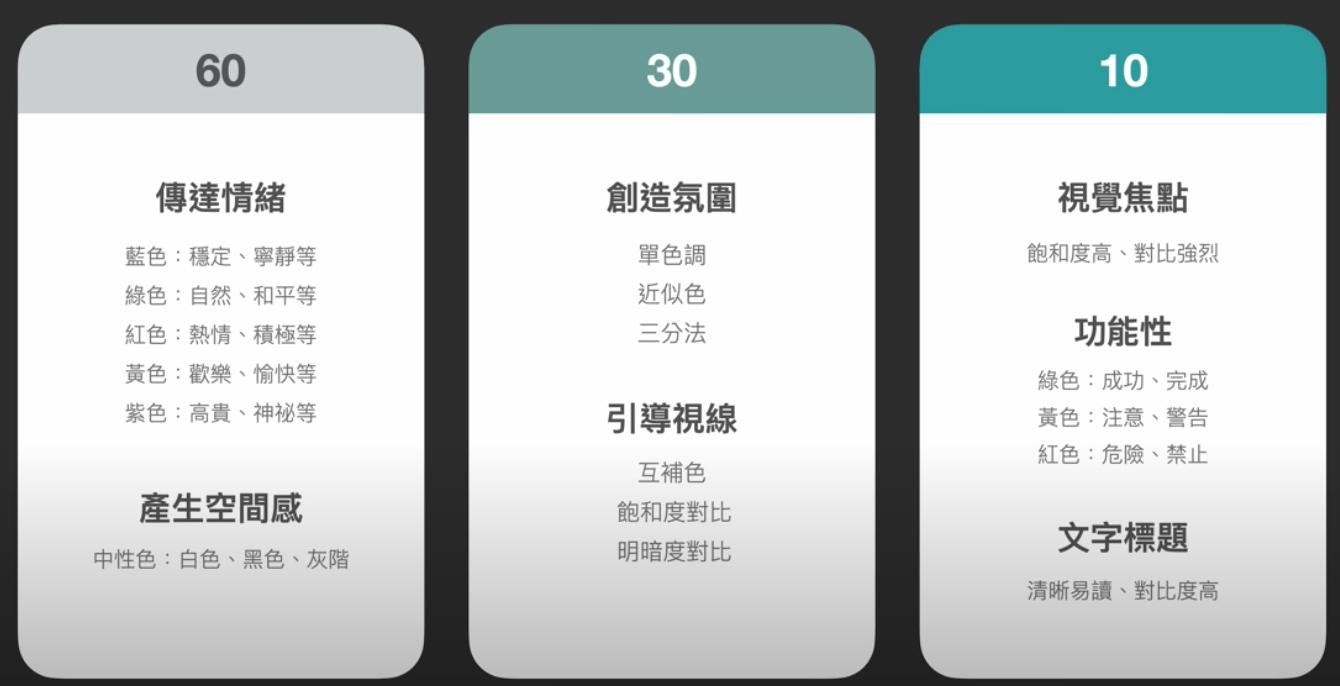 60
傳達情緒
藍色：穩定、寧靜等
綠色：自然、和平等
紅色：熱情、積極等
黃色：歡樂、愉快等
紫色：高貴、神祕等
產生空間感
中性色：白色、黑色、灰階
30
創造氛圍
單色調
近似色
三分法
引導視線
互補色
飽和度對比
明暗度對比
10
視覺焦點
飽和度高、對比強烈
功能性
綠色：成功、完成
黃色：注意、警告
紅色：危險、禁止
文字標題
清晰易讀、對比度高